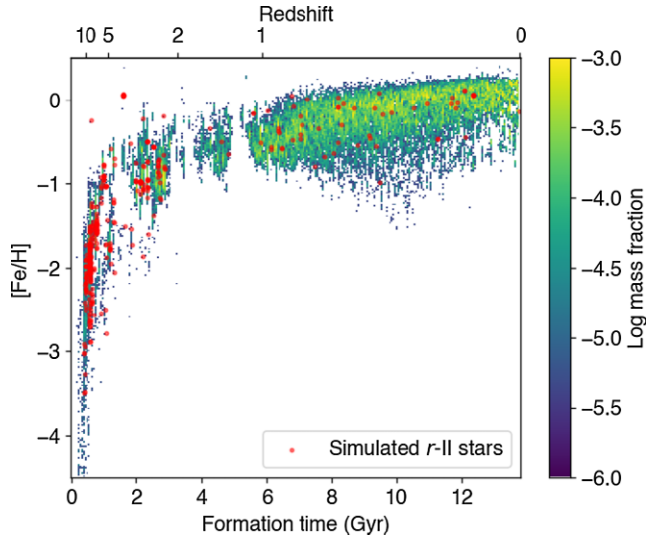 Redshift
10 5 2 1 0
0
−1
−2
−3
−4
[Fe/H]
Simulated r-II stars
0 2 4 6 8 10 12
Formation time (Gyr)
−3.0
−3.5
−4.0
−4.5
−5.0
−5.5
−6.0
Log mass fraction